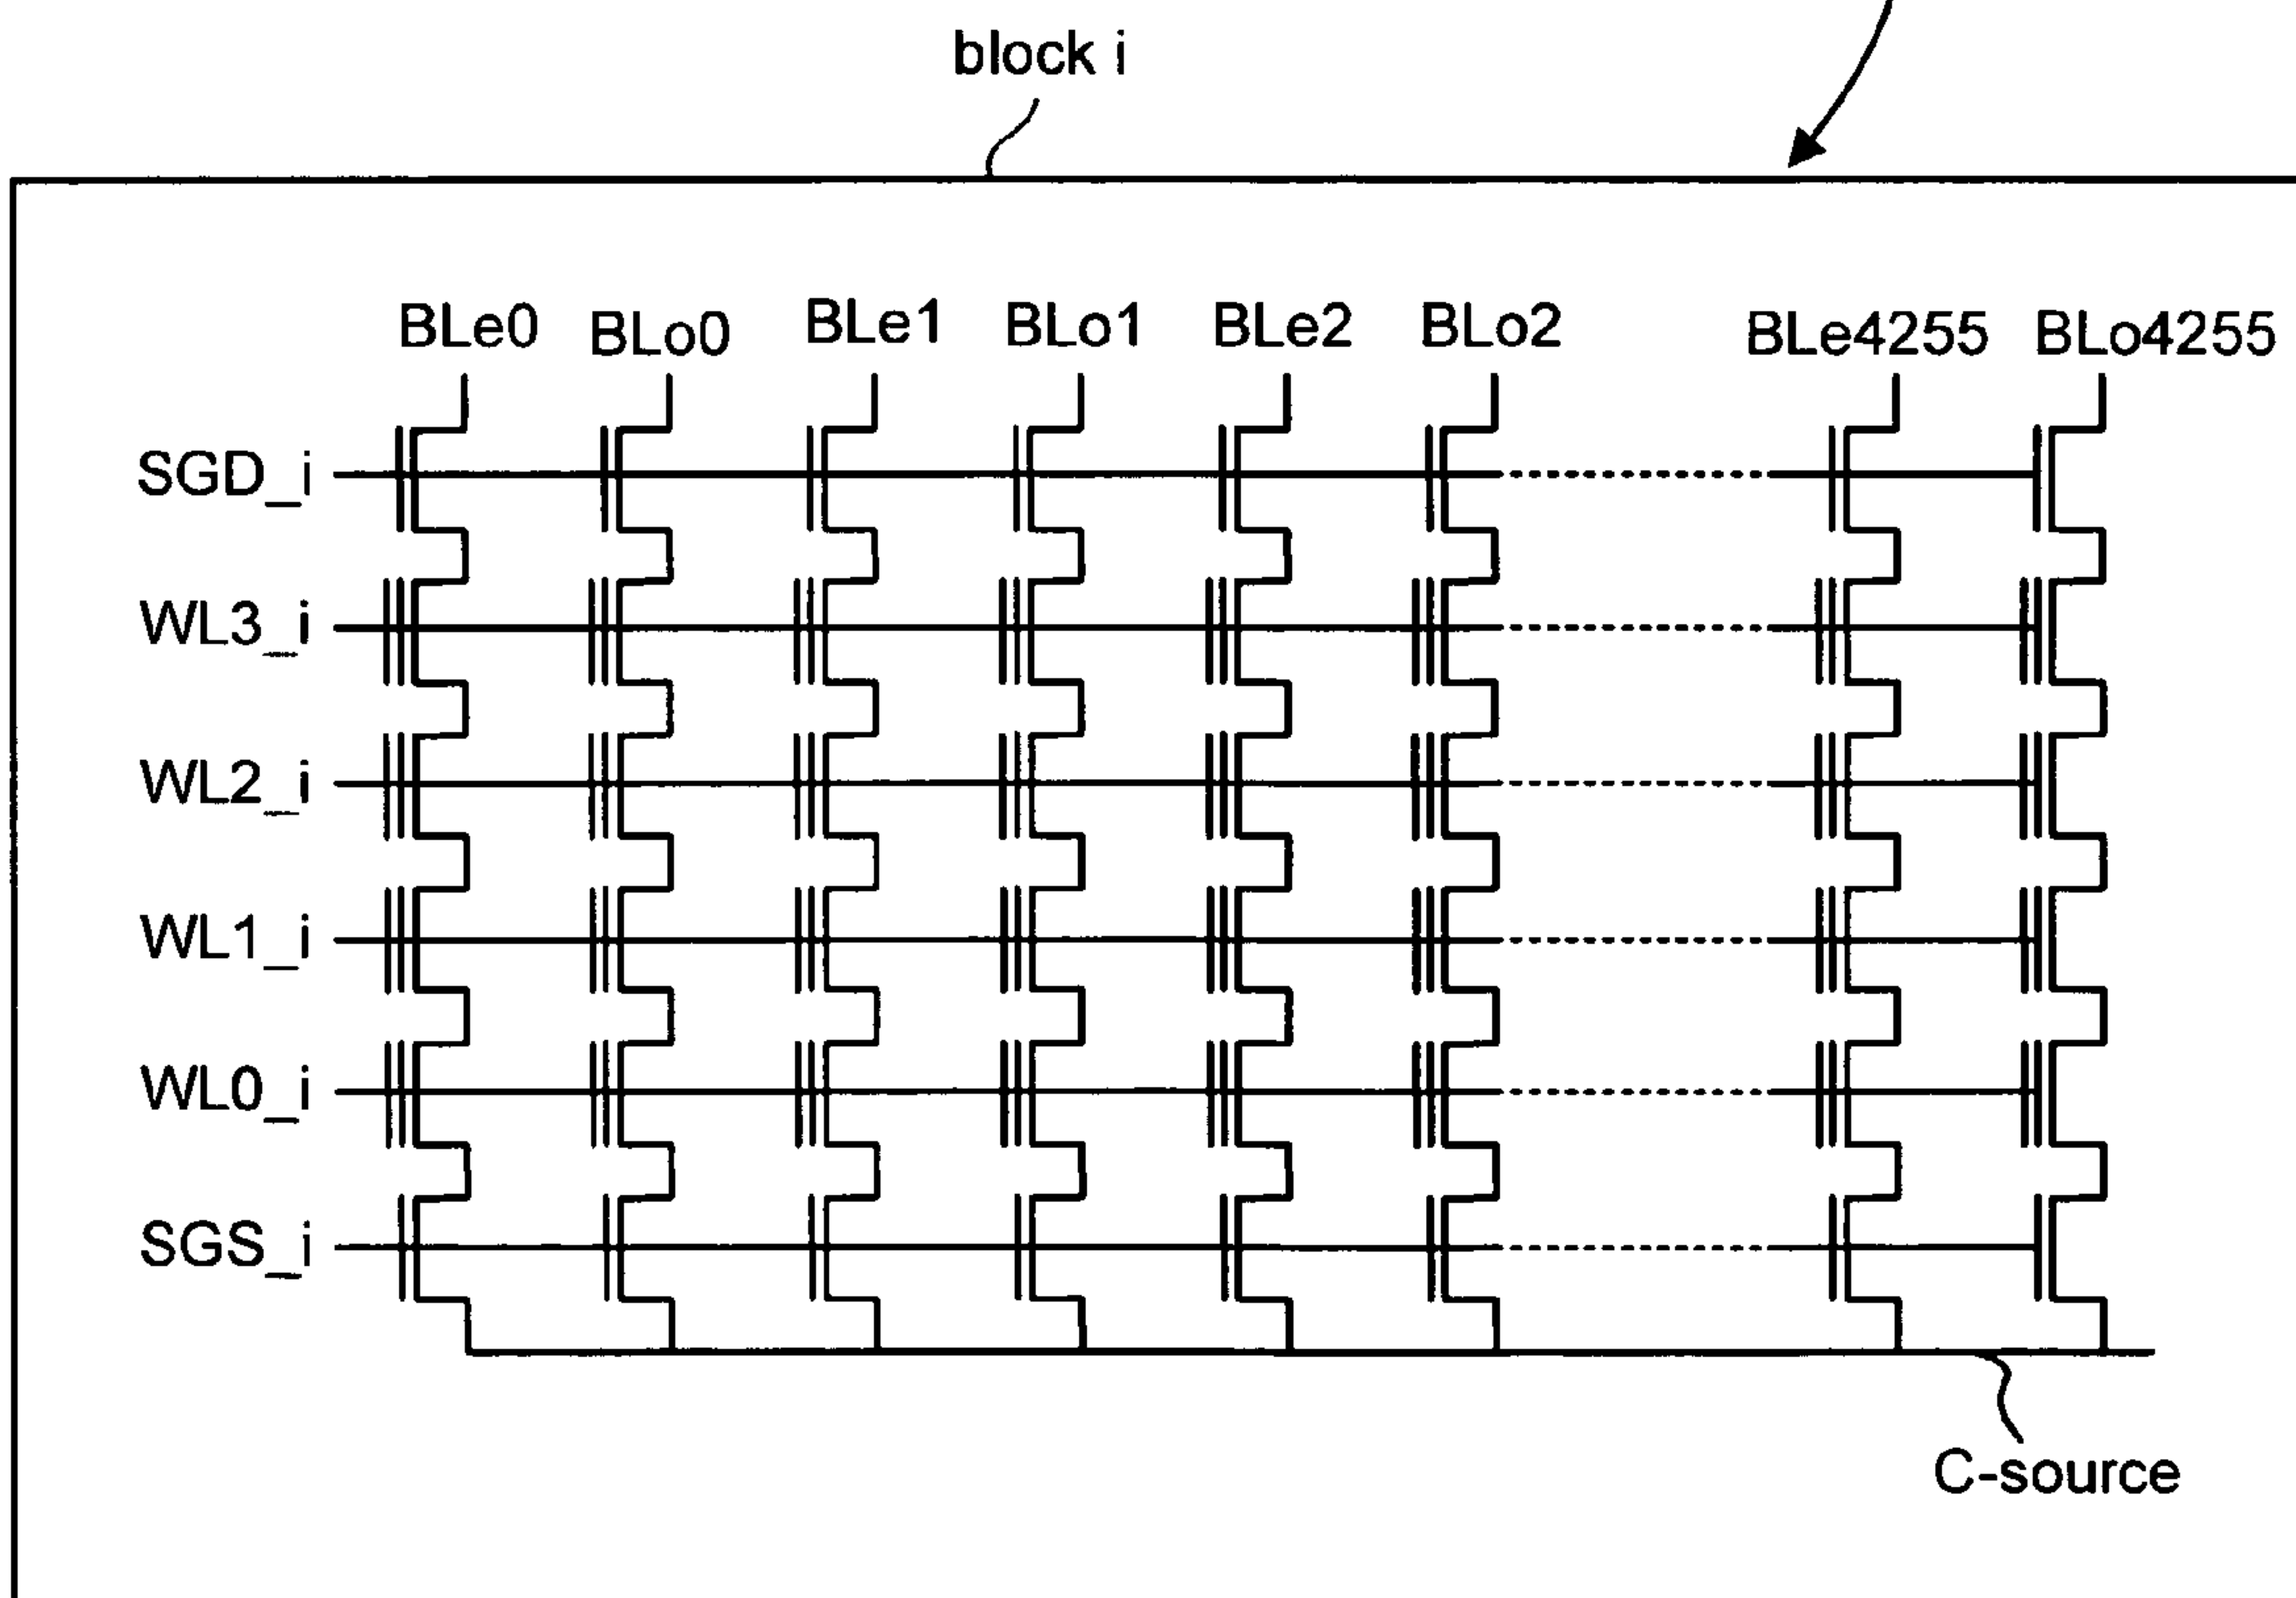 block i
BLe0 BLo0 BLe1 BLo1 BLe2 BLo2 BLe4255 BLo4255
SGD_i
WL3_i
WL2_i
WL1_i
WL0_i
SGS_i
C-source